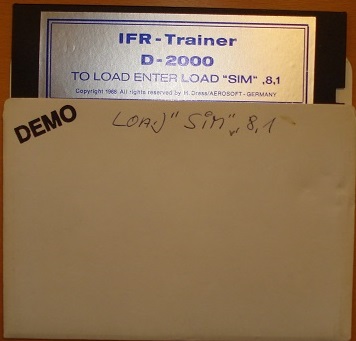 IFR-Trainer
D-2000
TO LOAD ENTER LOAD "SIM" ,8,1
Copyright 1986 All rights reserved by H. Drees/AEROSOFT - GERMANY
DEMO
LOAD "SIM",8,1